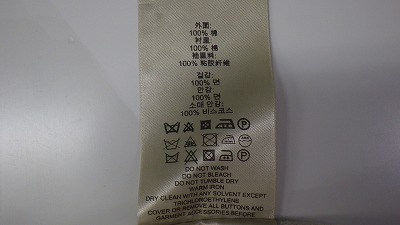 外面:
100% 棉
衬里:
100% 棉
袖里料:
100% 粘胶纤维
겉감:
100% 면
안감:
100% 면
소매 안감:
100% 비스코스
DO NOT WASH
DO NOT BLEACH
DO NOT TUMBLE DRY
WARM IRON
DRY CLEAN WITH ANY SOLVENT EXCEPT
TRICHLOROETHYLENE
COVER OR REMOVE ALL BUTTONS AND
GARMENT ACCESSORIES BEFORE